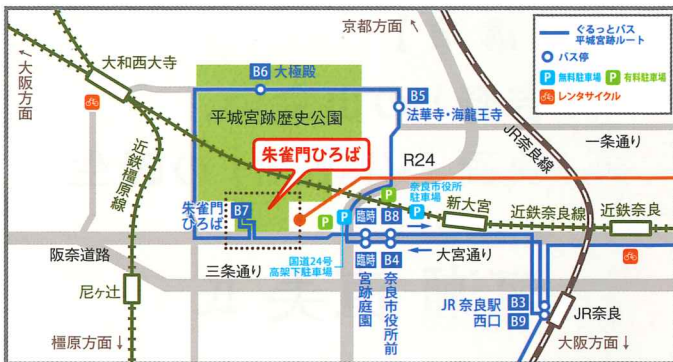 京都方面↖
ぐるっとバス
平城宮跡ルート
バス停
P 無料駐車場 P 有料駐車場
レンタサイクル
↑大阪方面
大和西大寺
B6 大極殿
B5
法華寺・海龍王寺
平城宮跡歴史公園
JR奈良線
一条通り
朱雀門ひろば
R24
近鉄橿原線
奈良市役所
駐車場
P
P
新大宮
近鉄奈良線
近鉄奈良
朱雀門
ひろば
B7
P
P
臨時
B8
→
阪奈道路
三条通り
国道24号
高架下駐車場
臨時
宮跡庭園
B4
奈良市役所前
←
大宮通り
尼ヶ辻
JR奈良駅
西口
B3
B9
JR奈良
橿原方面↓
大阪方面↓